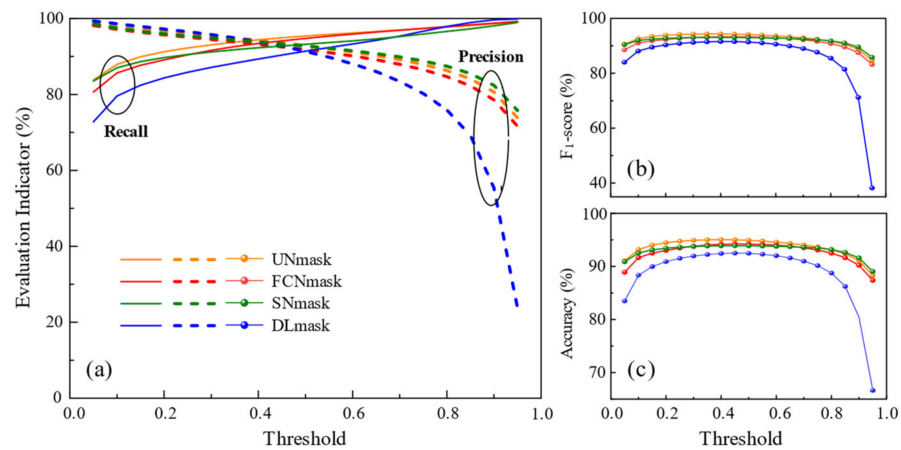 100
80
60
40
20
0
Evaluation Indicator (%)
Recall
Precision
UNmask
FCNmask
SNmask
DLmask
(a)
0.0 0.2 0.4 0.6 0.8 1.0
Threshold
100
80
60
40
F₁-score (%)
(b)
100
90
80
70
Accuracy (%)
(c)
0.0 0.2 0.4 0.6 0.8 1.0
Threshold